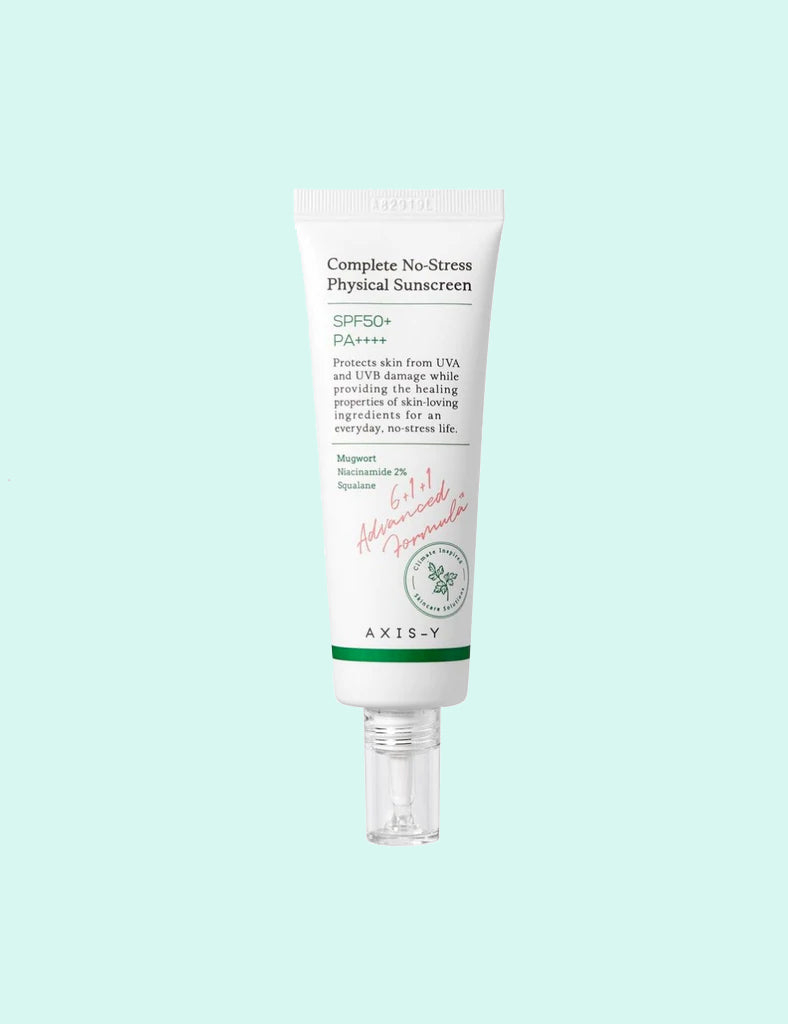 A82019L
Complete No-Stress
Physical Sunscreen
SPF50+
PA++++
Protects skin from UVA
and UVB damage while
providing the healing
properties of skin-loving
ingredients for an
everyday, no-stress life.
Mugwort
Niacinamide 2%
Squalane
6+1+1
Advanced
Formula
Climate Inspired
Skincare Solutions
AXIS-Y